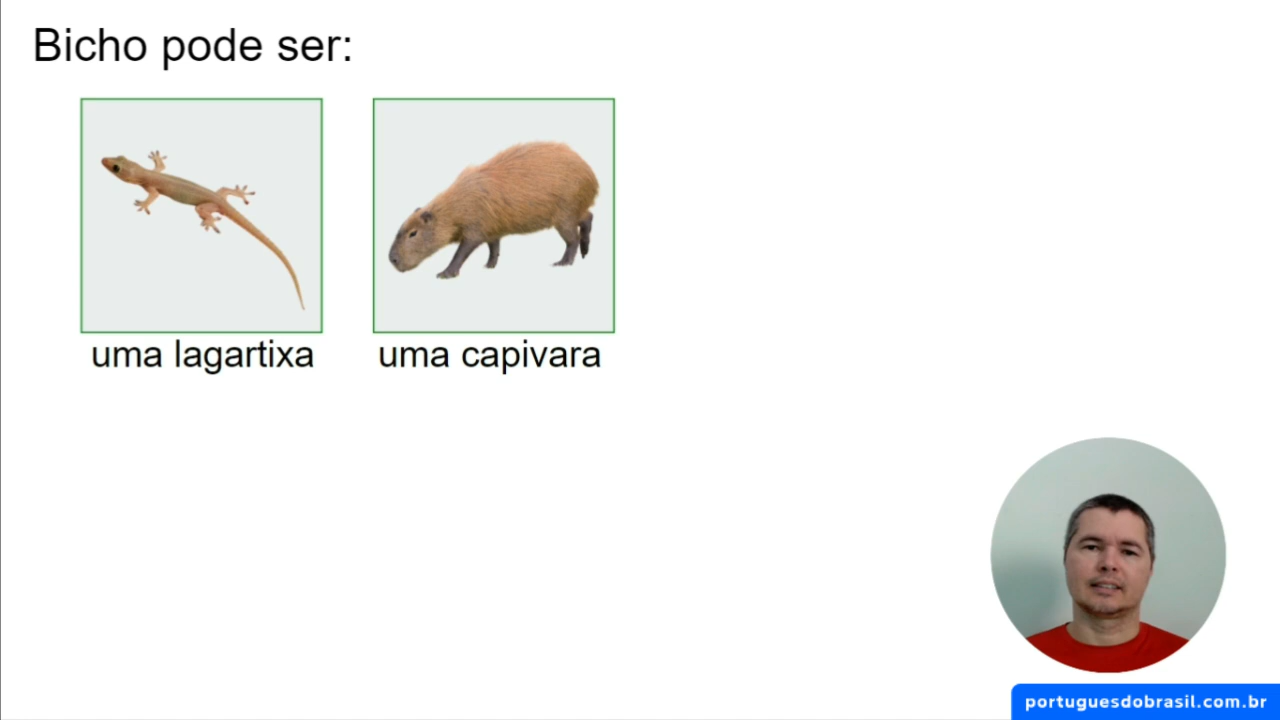 Bicho pode ser:
uma lagartixa
uma capivara
portuguesdobrasil.com.br